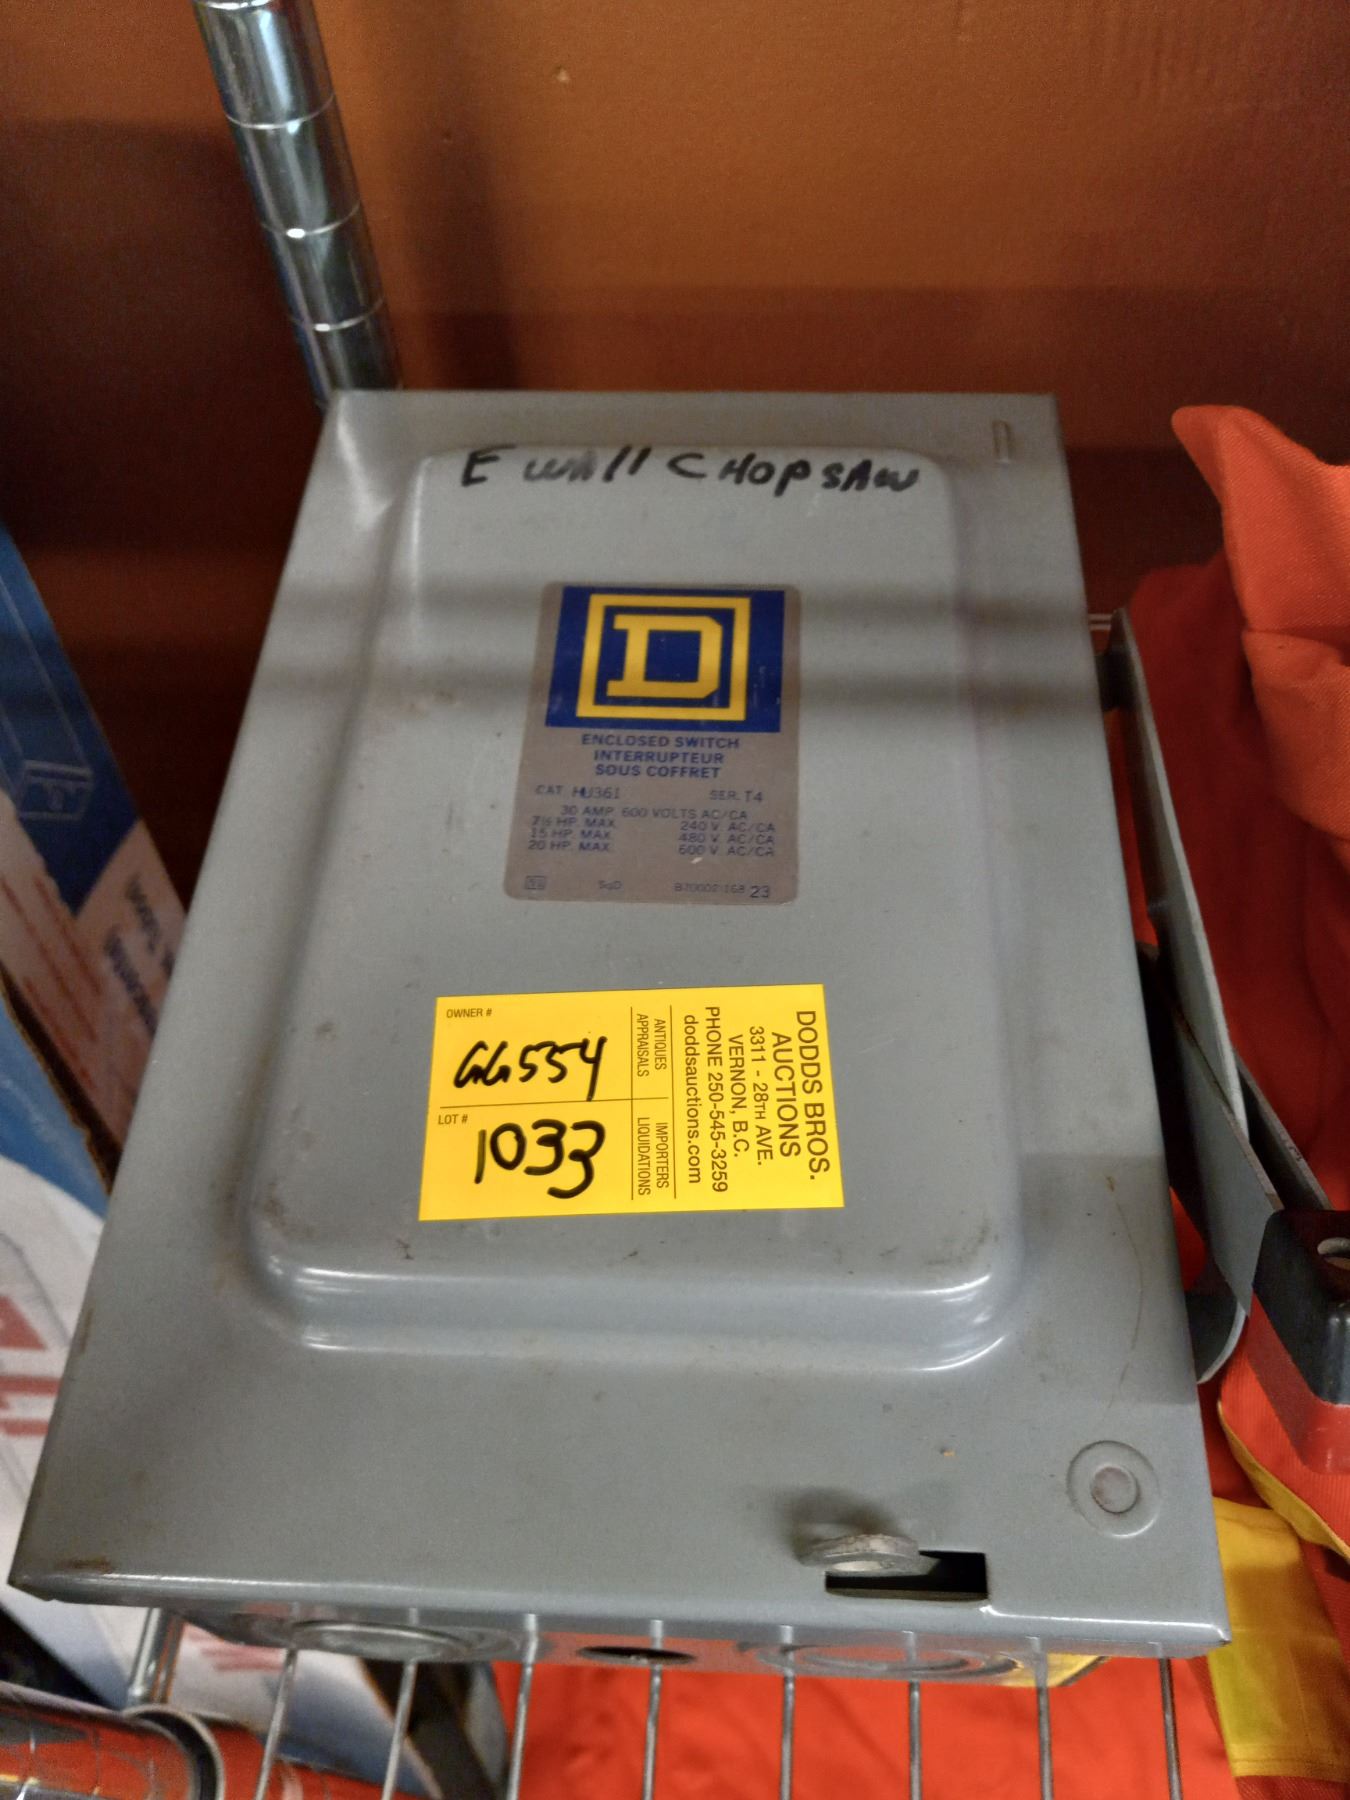 E WALL CHOPSAW
D
ENCLOSED SWITCH
INTERRUPTEUR
SOUS COFFRET
CAT. HU361 SER. T4
30 AMP. 600 VOLTS AC/CA
7½ HP. MAX. 240 V. AC/CA
15 HP. MAX. 480 V. AC/CA
20 HP. MAX. 600 V. AC/CA
SqD 23
OWNER #
GG554
LOT #
1033
ANTIQUES
APPRAISALS
IMPORTERS
LIQUIDATIONS
DODDS BROS.
AUCTIONS
3311 - 28TH AVE.
VERNON, B.C.
PHONE 250-545-3259
doddsauctions.com